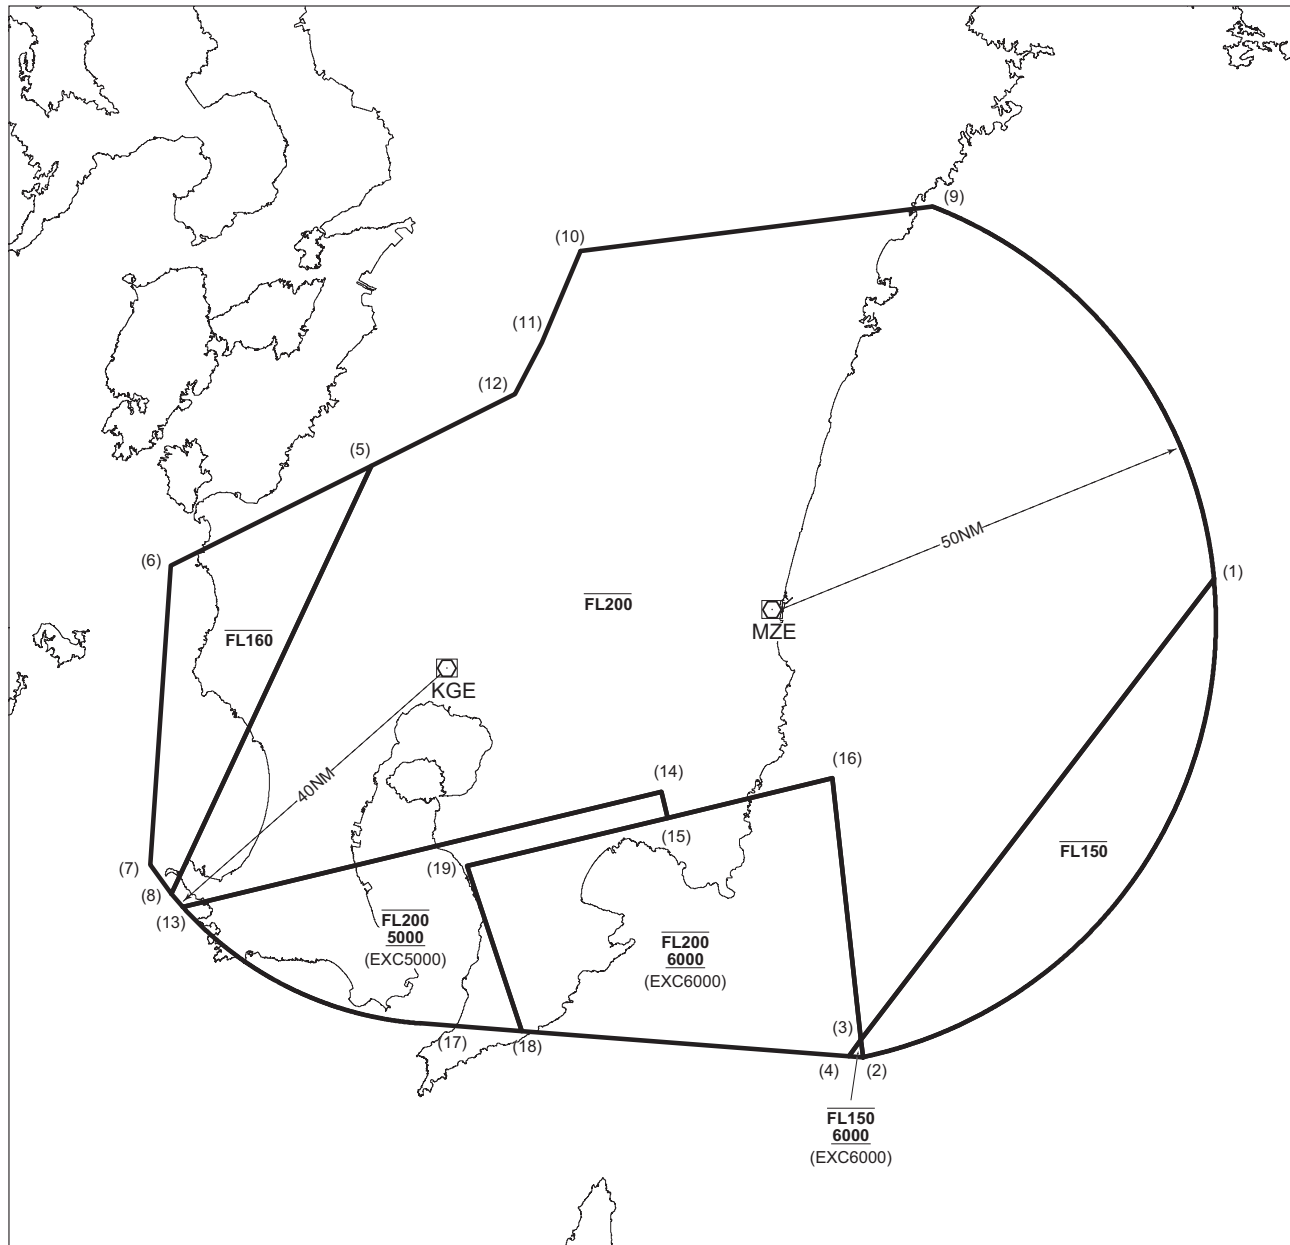 (9)
(10)
(11)
(12)
(5)
50NM
(6)
(1)
FL200
MZE
FL160
KGE
(16)
40NM
(14)
(15)
FL150
(7)
(19)
(8)
(13)
FL200
5000
(EXC5000)
FL200
6000
(EXC6000)
(3)
(17)
(18)
(4)
(2)
FL150
6000
(EXC6000)